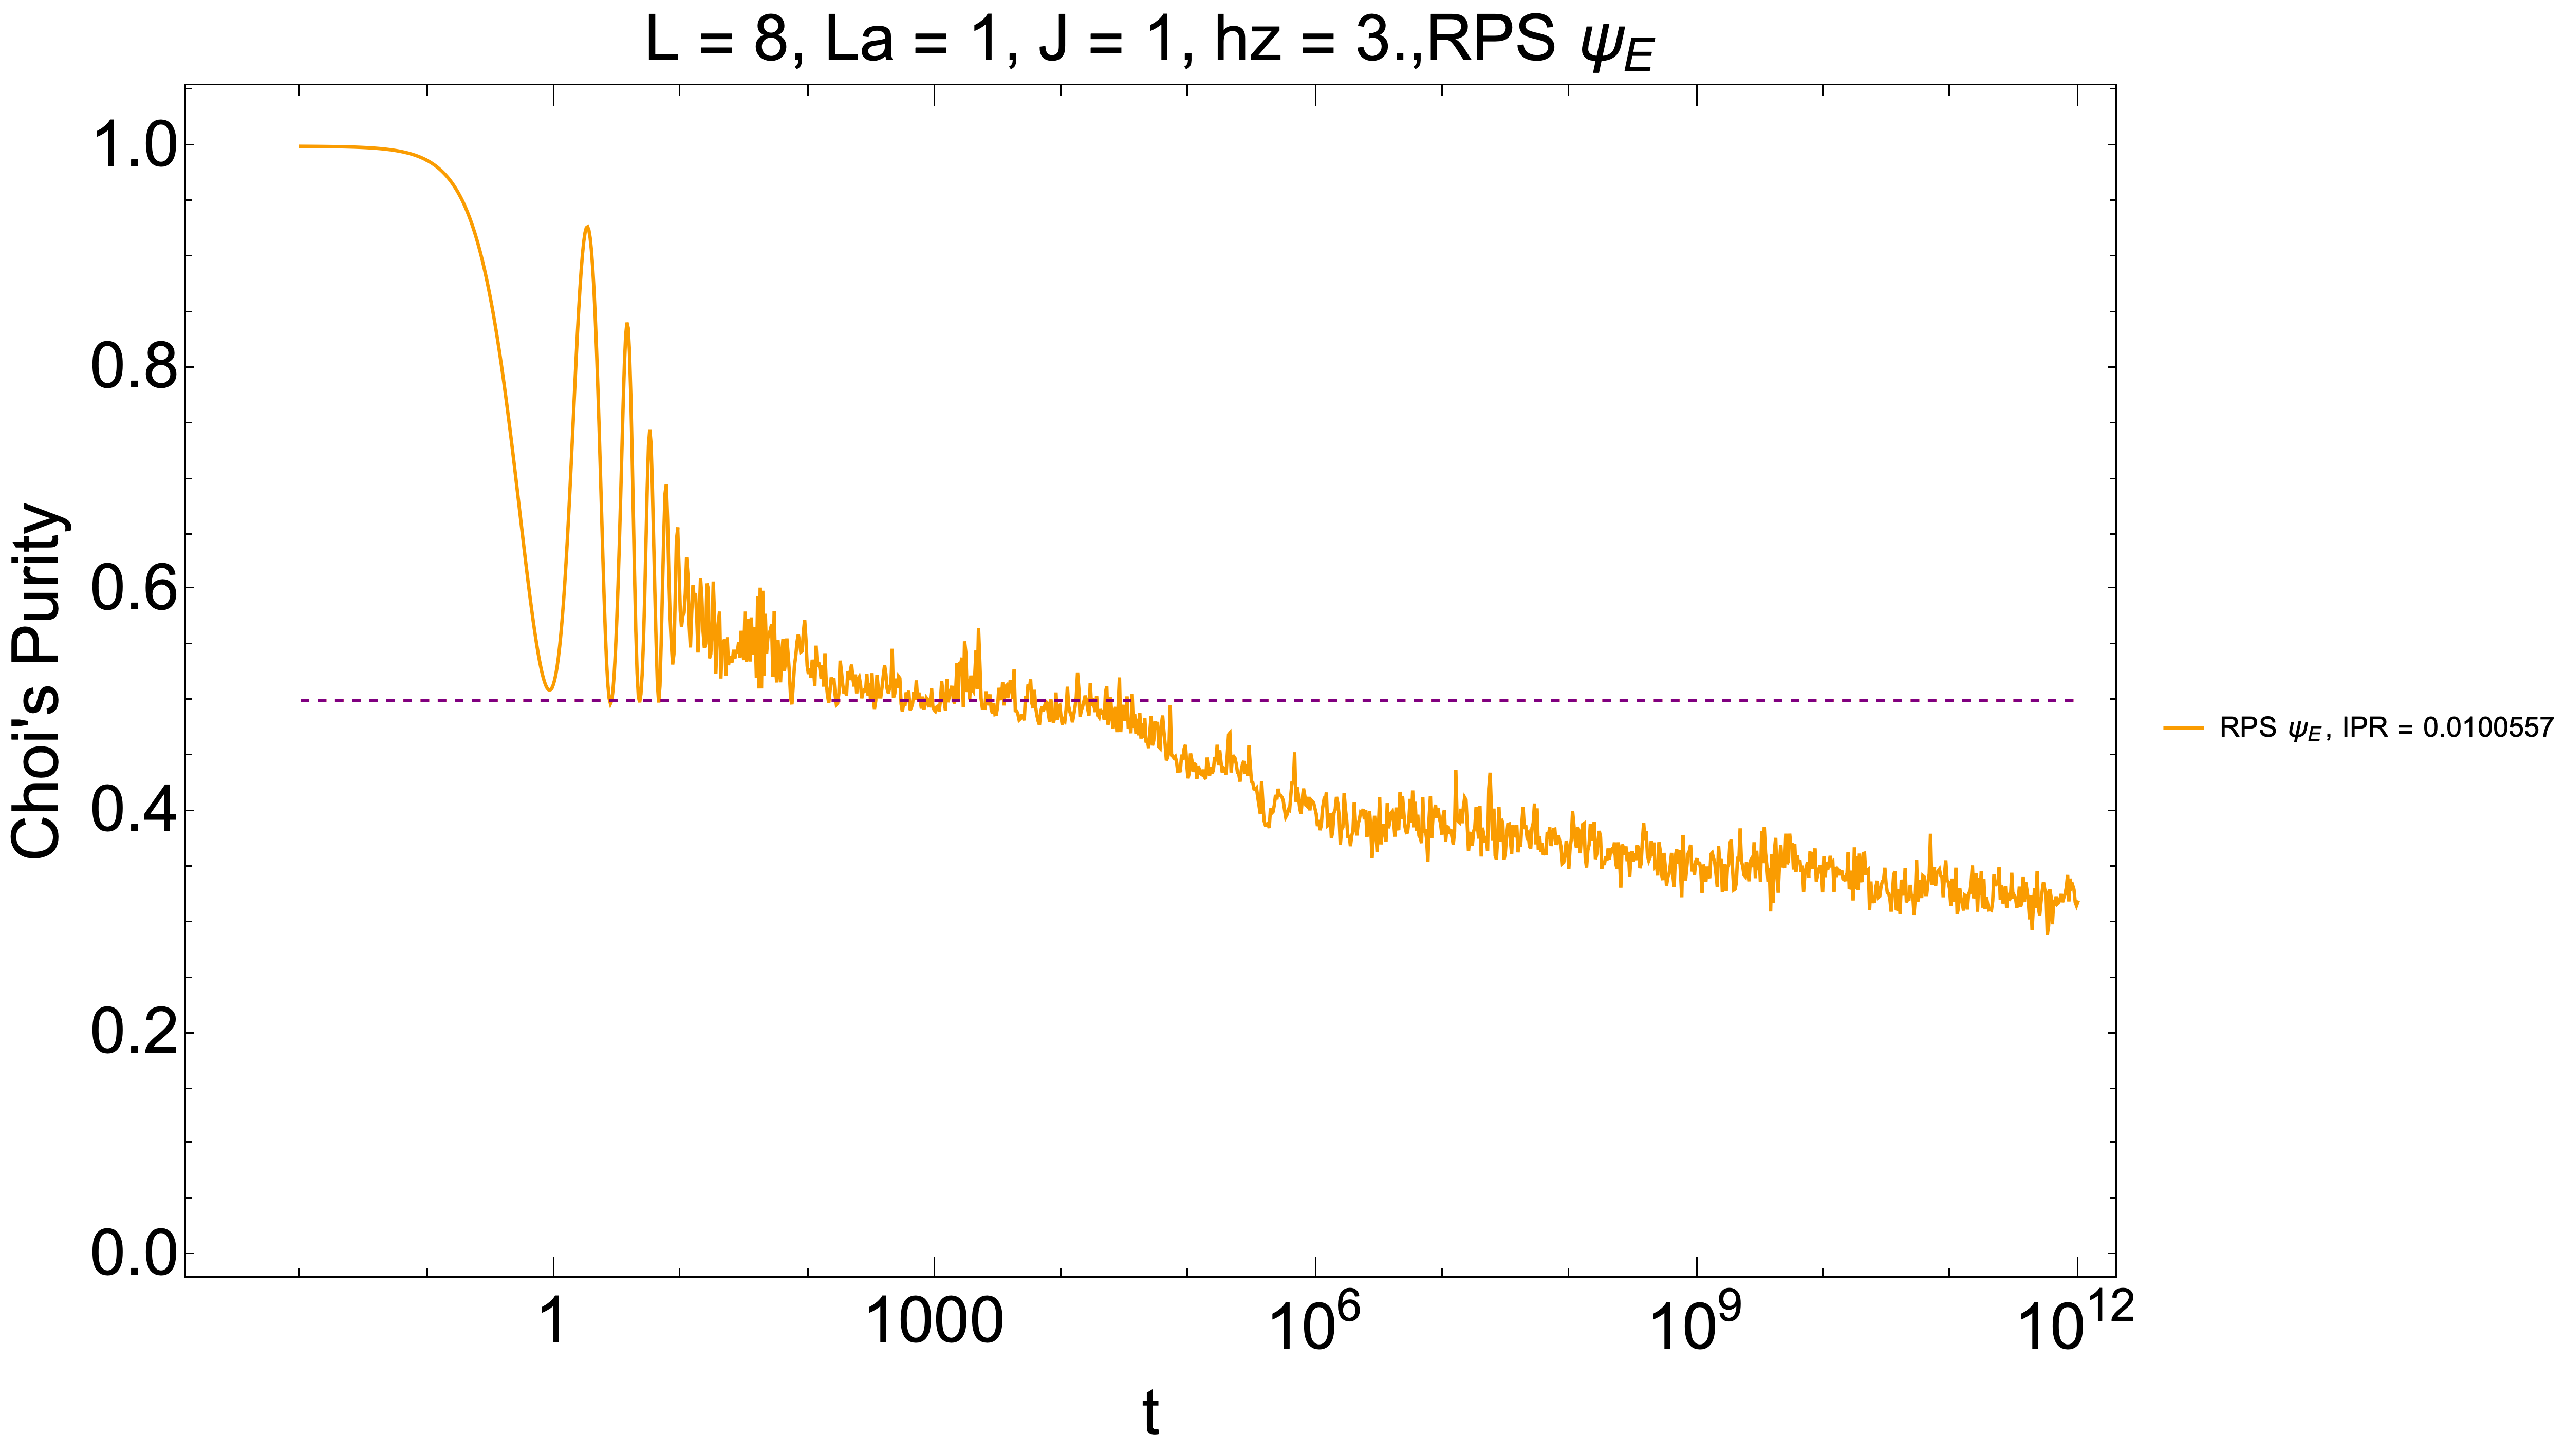 L = 8, La = 1, J = 1, hz = 3.,RPS ψE
Choi's Purity
1.0
0.8
0.6
0.4
0.2
0.0
1
1000
10^6
10^9
10^12
t
RPS ψE, IPR = 0.0100557